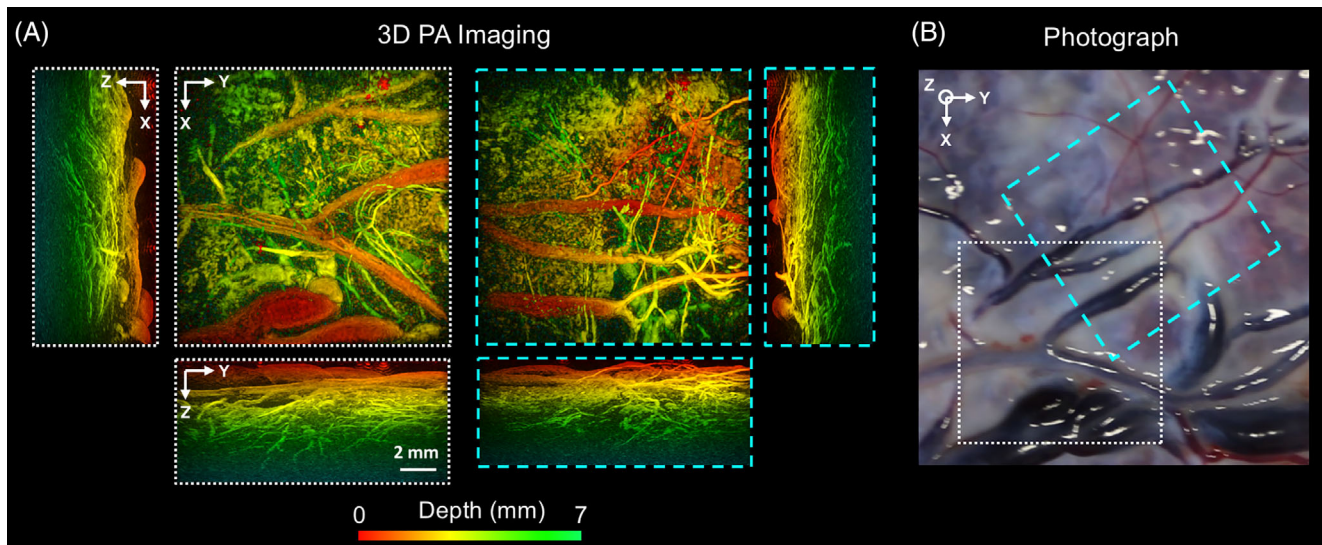 (A)
3D PA Imaging
(B)
Photograph
Z
X
Y
X
Z
Y
X
Y
Z
2 mm
0 Depth (mm) 7